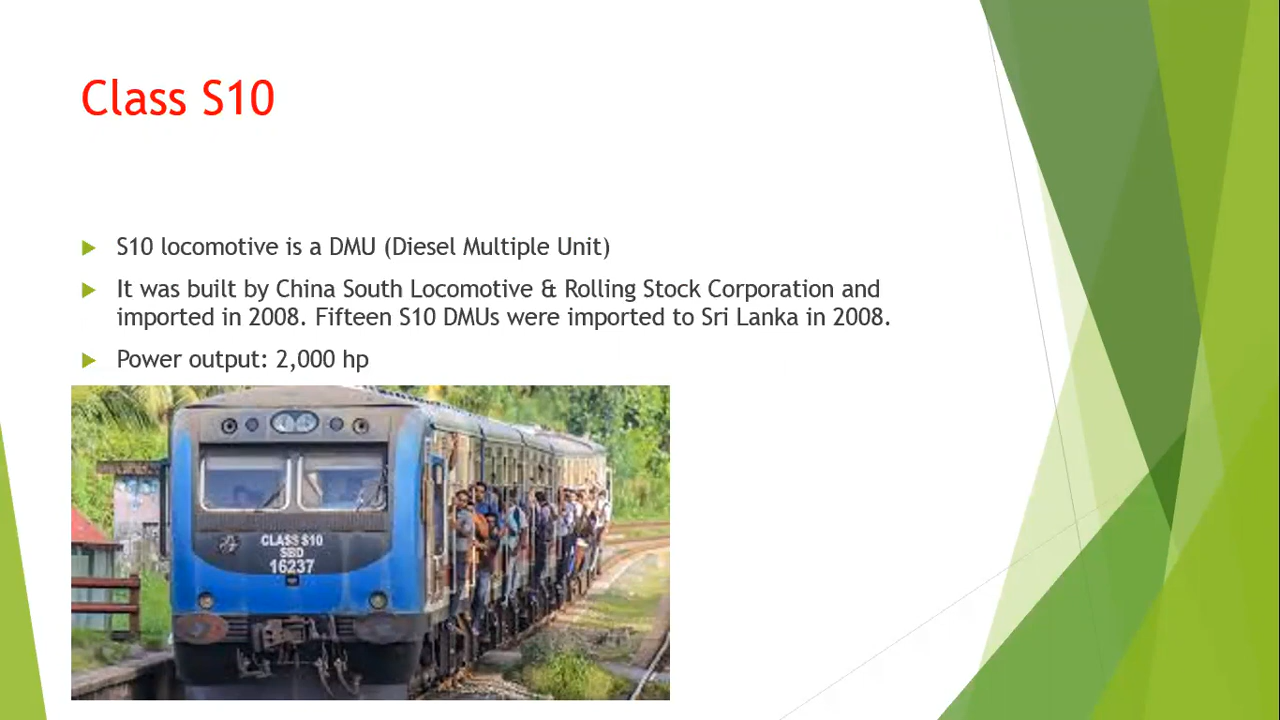 Class S10
S10 locomotive is a DMU (Diesel Multiple Unit)
It was built by China South Locomotive & Rolling Stock Corporation and
imported in 2008. Fifteen S10 DMUs were imported to Sri Lanka in 2008.
Power output: 2,000 hp
CLASS S10
SBD
16237